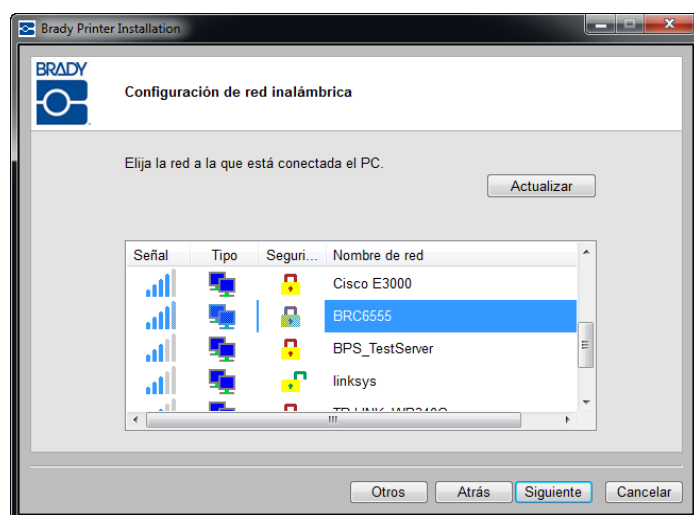 Brady Printer Installation
BRADY
Configuración de red inalámbrica
Elija la red a la que está conectada el PC.
Actualizar
Señal Tipo Seguri... Nombre de red
Cisco E3000
BRC6555
BPS_TestServer
linksys
Otros Atrás Siguiente Cancelar